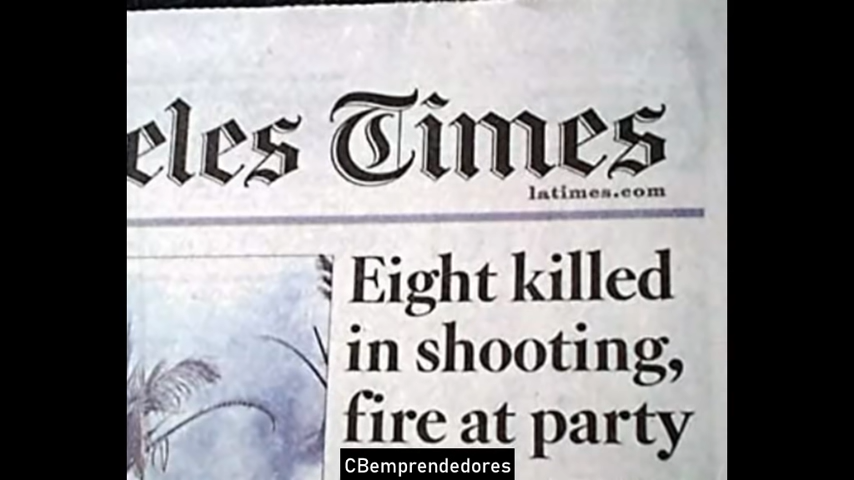 eles Times
latimes.com
Eight killed
in shooting,
fire at party
CBemprendedores